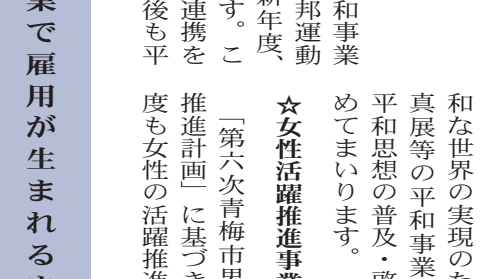 和事業
邦運動
新年度、
す。こ
連携を
後も平
和な世界の実現のた
真展等の平和事業
平和思想の普及・啓
めてまいります。
☆女性活躍推進事業
「第六次青梅市男
推進計画」に基づき
度も女性の活躍推進
業で雇用が生まれる